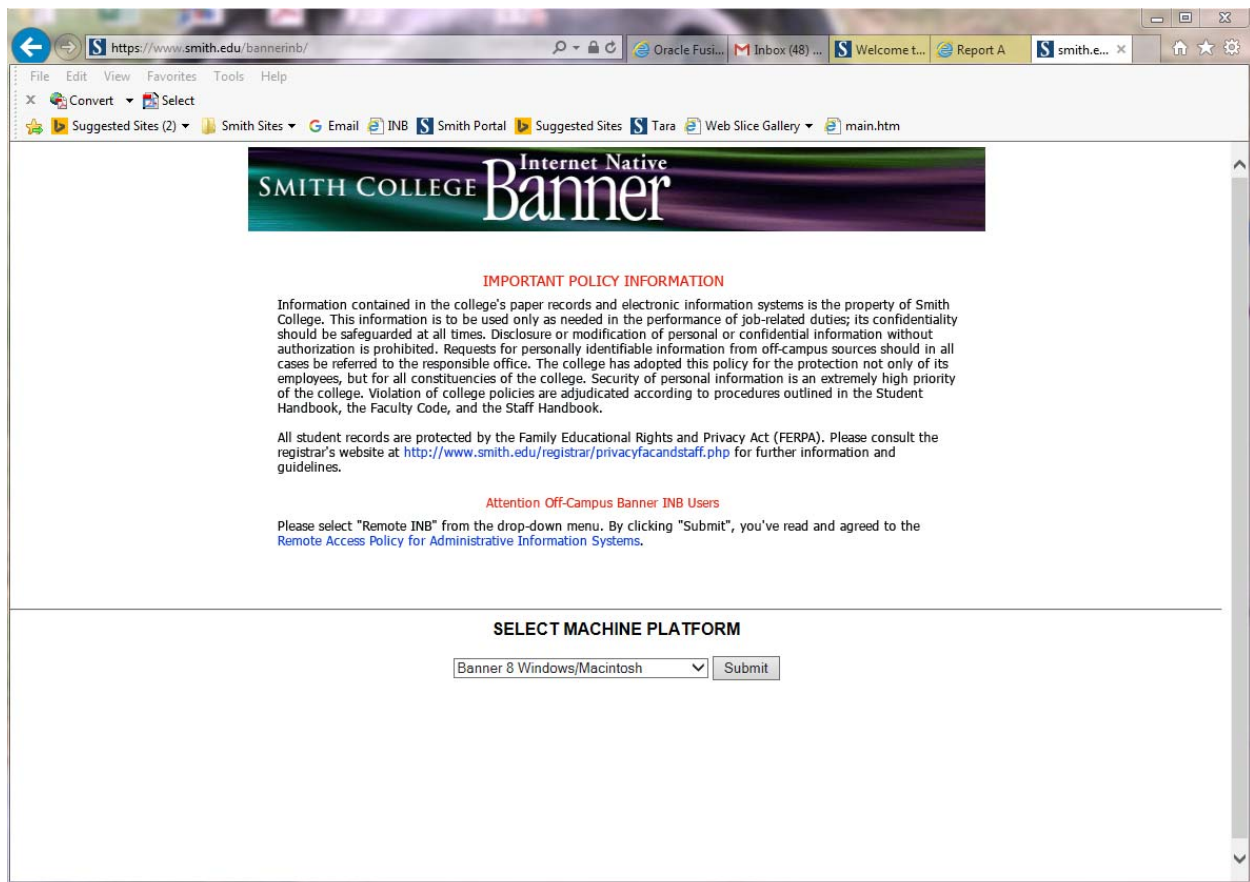 https://www.smith.edu/bannerinb/
Oracle Fusi...
Inbox (48) ...
Welcome t...
Report A
smith.e...
File Edit View Favorites Tools Help
Convert Select
Suggested Sites (2) Smith Sites Email INB Smith Portal Suggested Sites Tara Web Slice Gallery main.htm
SMITH COLLEGE Internet Native Banner
IMPORTANT POLICY INFORMATION
Information contained in the college's paper records and electronic information systems is the property of Smith
College. This information is to be used only as needed in the performance of job-related duties; its confidentiality
should be safeguarded at all times. Disclosure or modification of personal or confidential information without
authorization is prohibited. Requests for personally identifiable information from off-campus sources should in all
cases be referred to the responsible office. The college has adopted this policy for the protection not only of its
employees, but for all constituencies of the college. Security of personal information is an extremely high priority
of the college. Violation of college policies are adjudicated according to procedures outlined in the Student
Handbook, the Faculty Code, and the Staff Handbook.
All student records are protected by the Family Educational Rights and Privacy Act (FERPA). Please consult the
registrar's website at http://www.smith.edu/registrar/privacyfacandstaff.php for further information and
guidelines.
Attention Off-Campus Banner INB Users
Please select "Remote INB" from the drop-down menu. By clicking "Submit", you've read and agreed to the
Remote Access Policy for Administrative Information Systems.
SELECT MACHINE PLATFORM
Banner 8 Windows/Macintosh Submit